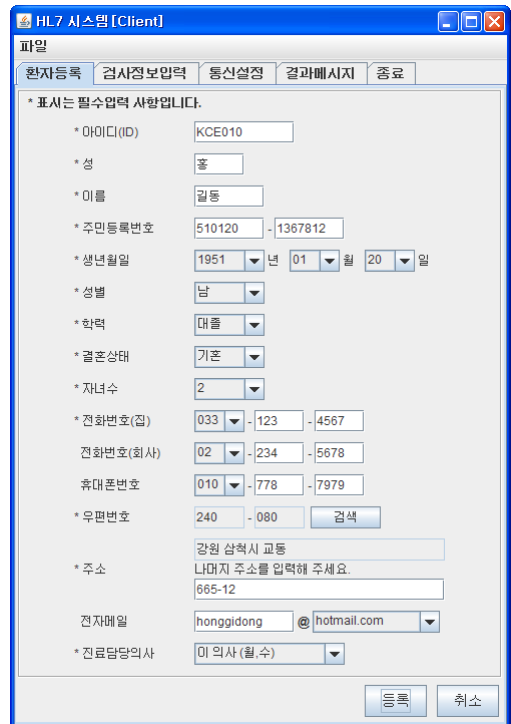 HL7 시스템[Client]
파일
환자등록 검사정보입력 통신설정 결과메시지 종료
* 표시는 필수입력 사항입니다.
* 아이디(ID) KCE010
* 성 홍
* 이름 길동
* 주민등록번호 510120 - 1367812
* 생년월일 1951 년 01 월 20 일
* 성별 남
* 학력 대졸
* 결혼상태 기혼
* 자녀수 2
* 전화번호(집) 033 - 123 - 4567
전화번호(회사) 02 - 234 - 5678
휴대폰번호 010 - 778 - 7979
* 우편번호 240 - 080 검색
강원 삼척시 교동
* 주소 나머지 주소를 입력해 주세요.
665-12
전자메일 honggidong @ hotmail.com
* 진료담당의사 이 의사 (월,수)
등록 취소